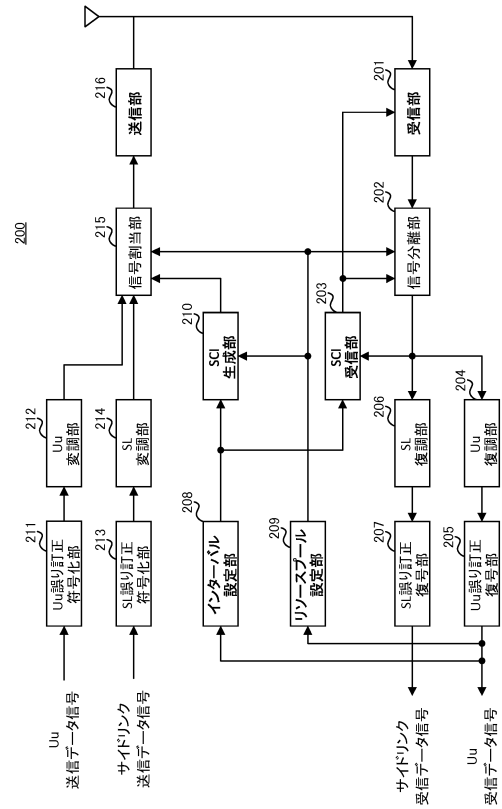 200
Uu
送信データ信号
211
Uu誤り訂正
符号化部
212
Uu
変調部
サイドリンク
送信データ信号
213
SL誤り訂正
符号化部
214
SL
変調部
215
信号割当部
216
送信部
208
インターバル
設定部
210
SCI
生成部
209
リソースプール
設定部
203
SCI
受信部
201
受信部
202
信号分離部
サイドリンク
受信データ信号
207
SL誤り訂正
復号部
206
SL
復調部
Uu
受信データ信号
205
Uu誤り訂正
復号部
204
Uu
復調部